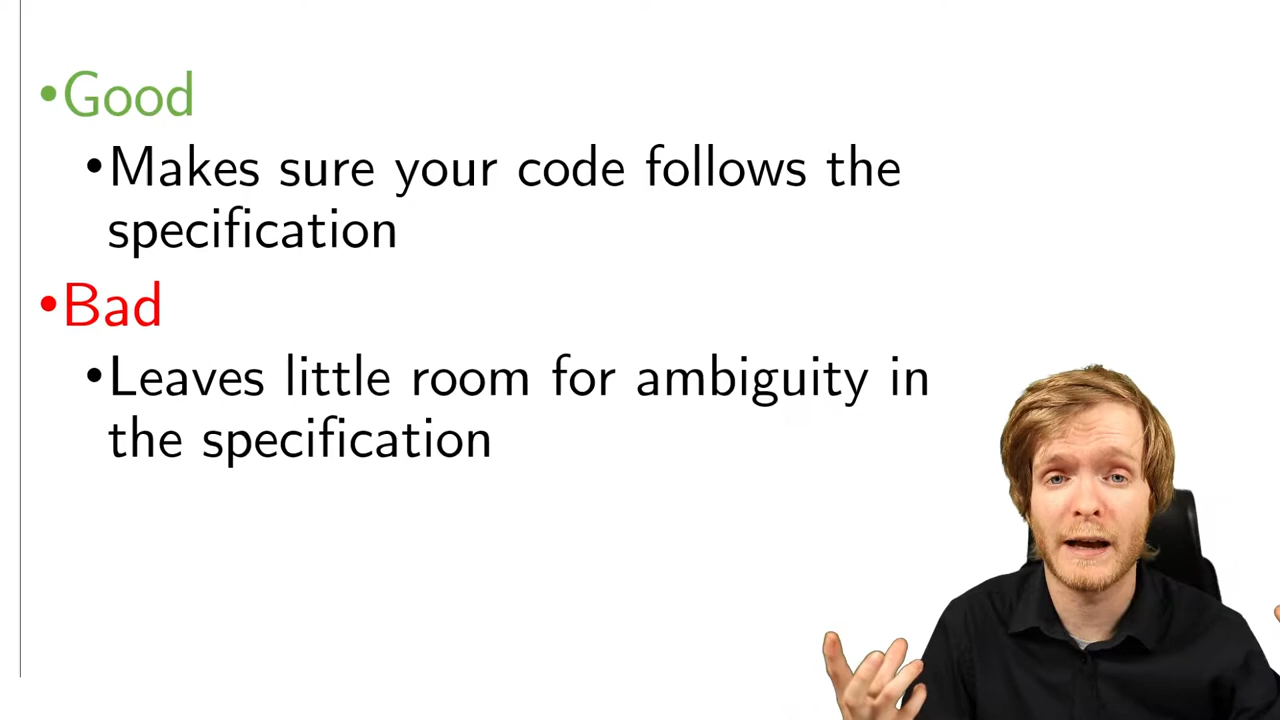 •Good
•Makes sure your code follows the
specification
•Bad
•Leaves little room for ambiguity in
the specification